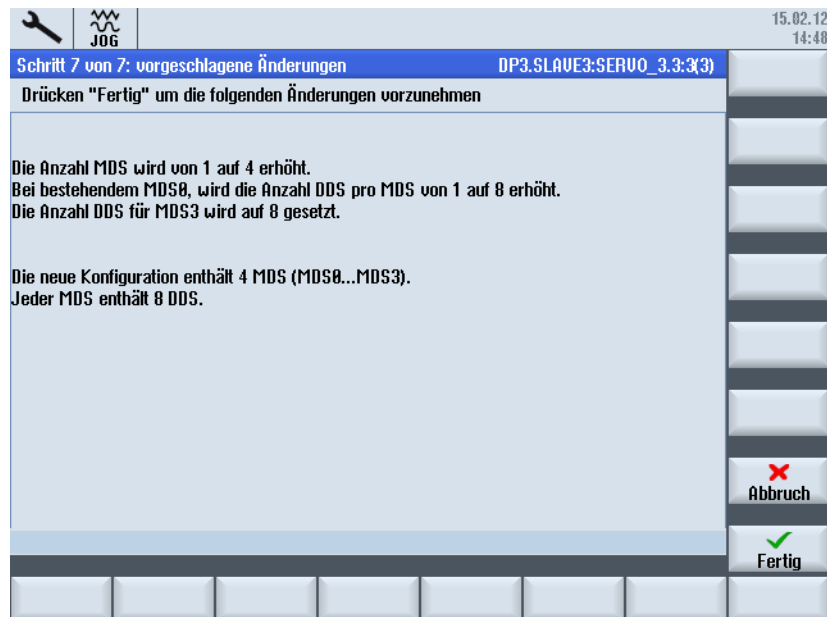 JOG
15.02.12
14:48
Schritt 7 von 7: vorgeschlagene Änderungen DP3.SLAVE3:SERVO_3.3:3(3)
Drücken "Fertig" um die folgenden Änderungen vorzunehmen
Die Anzahl MDS wird von 1 auf 4 erhöht.
Bei bestehendem MDS0, wird die Anzahl DDS pro MDS von 1 auf 8 erhöht.
Die Anzahl DDS für MDS3 wird auf 8 gesetzt.
Die neue Konfiguration enthält 4 MDS (MDS0...MDS3).
Jeder MDS enthält 8 DDS.
Abbruch
Fertig